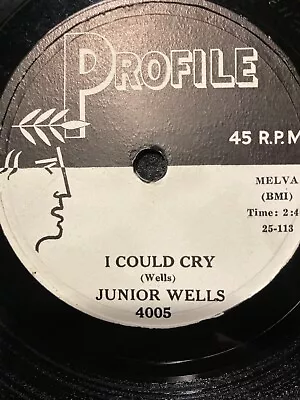 PROFILE
45 R.P.M
MELVA
(BMI)
Time: 2:4
25-113
I COULD CRY
(Wells)
JUNIOR WELLS
4005